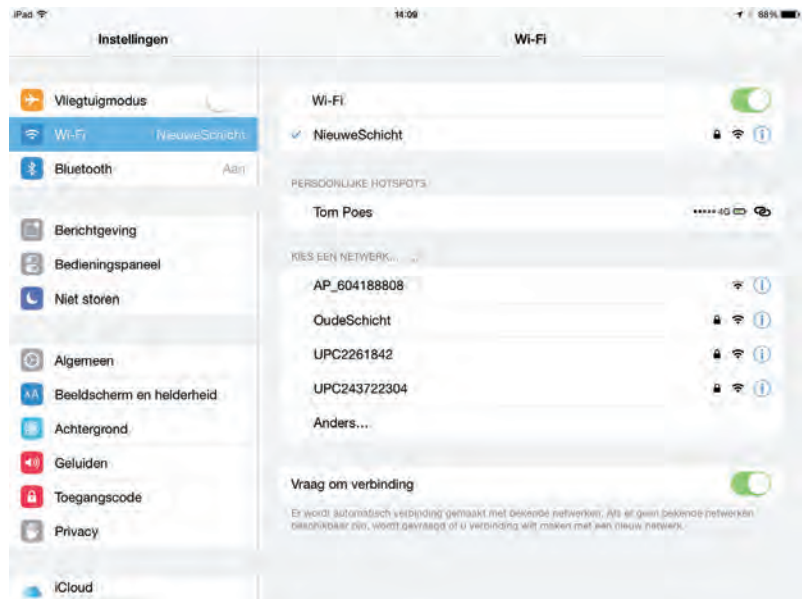 iPad 14:09 88%
Instellingen
Wi-Fi
Vliegtuigmodus
Wi-Fi NieuweSchicht
Bluetooth Aan
Berichtgeving
Bedieningspaneel
Niet storen
Algemeen
Beeldscherm en helderheid
Achtergrond
Geluiden
Toegangscode
Privacy
iCloud
Wi-Fi
NieuweSchicht
PERSOONLIJKE HOTSPOTS
Tom Poes 4G
KIES EEN NETWERK...
AP_604188808
OudeSchicht
UPC2261842
UPC243722304
Anders...
Vraag om verbinding
Er wordt automatisch verbinding gemaakt met bekende netwerken. Als er geen bekende netwerken
beschikbaar zijn, wordt gevraagd of u verbinding wilt maken met een nieuw netwerk.